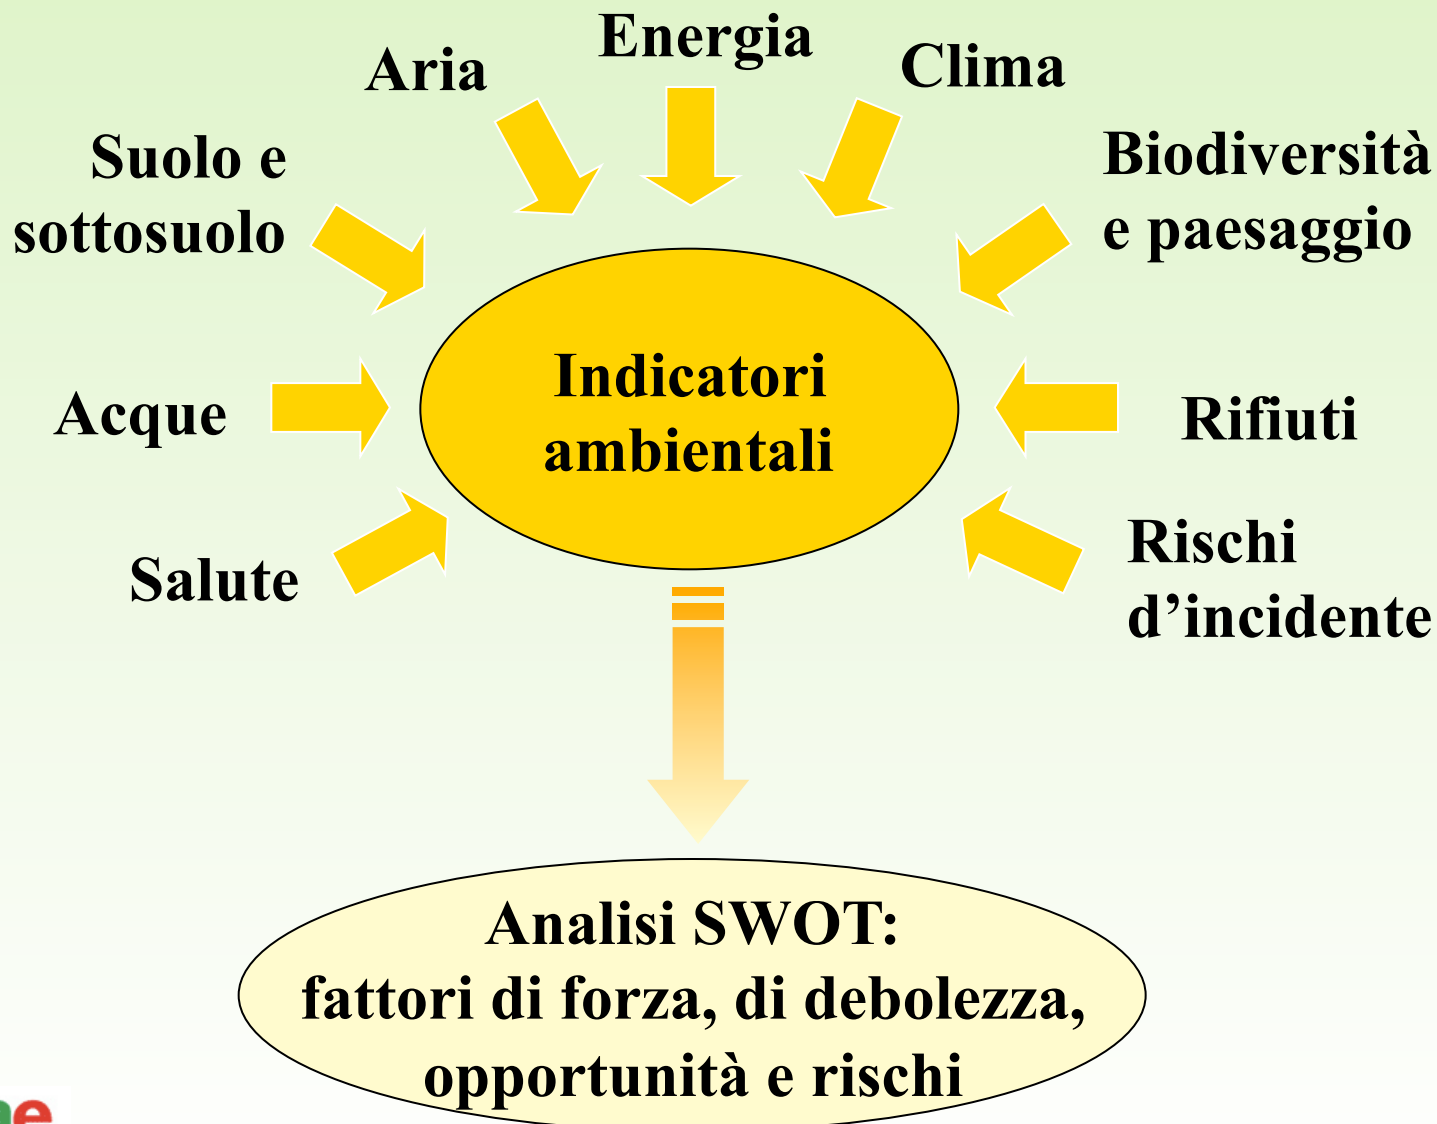 Energia
Aria
Clima
Suolo e
sottosuolo
Biodiversità
e paesaggio
Indicatori
ambientali
Acque
Rifiuti
Salute
Rischi
d’incidente
Analisi SWOT:
fattori di forza, di debolezza,
opportunità e rischi